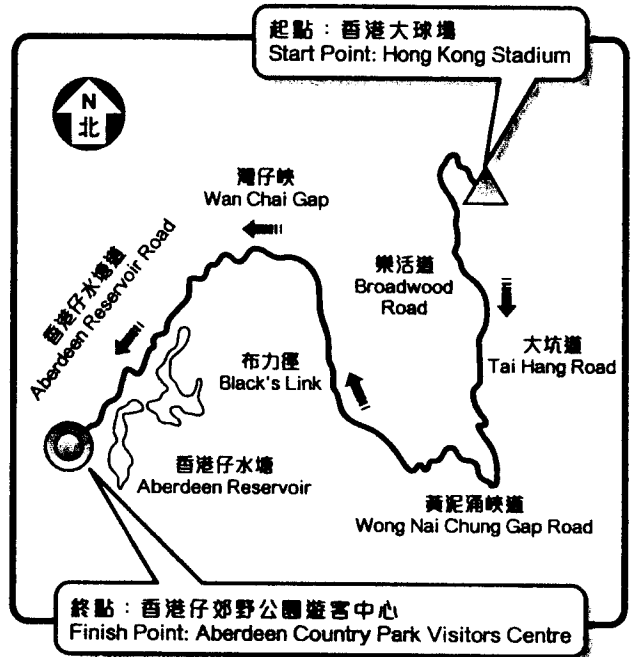 起點：香港大球場
Start Point: Hong Kong Stadium
N
北
灣仔峽
Wan Chai Gap
樂活道
Broadwood
Road
香港仔水塘道
Aberdeen Reservoir Road
大坑道
Tai Hang Road
布力徑
Black's Link
香港仔水塘
Aberdeen Reservoir
黃泥涌峽道
Wong Nai Chung Gap Road
終點：香港仔郊野公園遊客中心
Finish Point: Aberdeen Country Park Visitors Centre